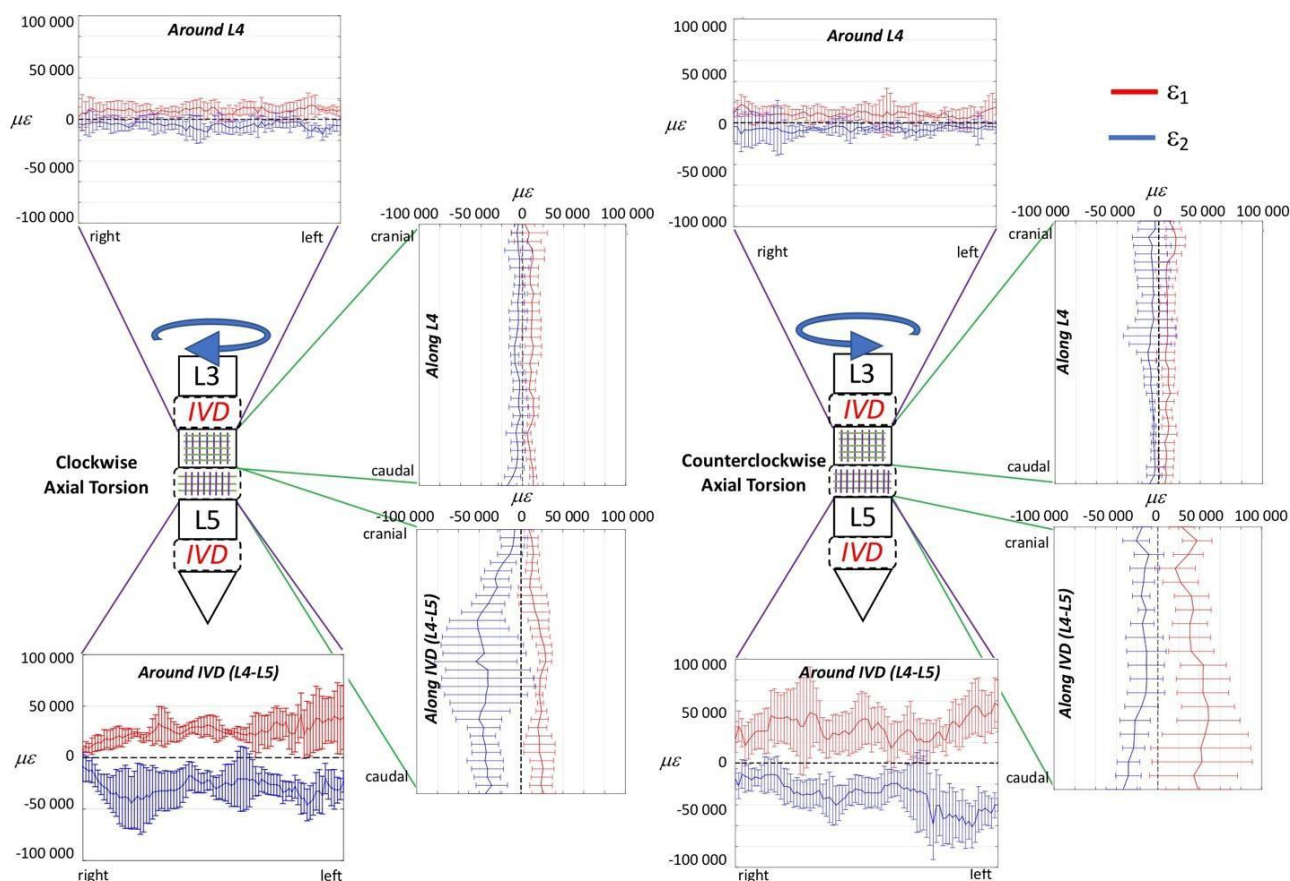 Around L4
100 000
50 000
0
-50 000
-100 000
με
right
left
με
-100 000
-50 000
0
50 000
100 000
cranial
caudal
Along L4
L3
IVD
L5
IVD
Clockwise
Axial Torsion
με
-100 000
-50 000
0
50 000
100 000
cranial
caudal
Along IVD (L4-L5)
Around IVD (L4-L5)
100 000
50 000
0
-50 000
-100 000
με
right
left
Around L4
100 000
50 000
0
-50 000
-100 000
με
right
left
ε1
ε2
με
-100 000
-50 000
0
50 000
100 000
cranial
caudal
Along L4
L3
IVD
L5
IVD
Counterclockwise
Axial Torsion
με
-100 000
-50 000
0
50 000
100 000
cranial
caudal
Along IVD (L4-L5)
Around IVD (L4-L5)
100 000
50 000
0
-50 000
-100 000
με
right
left